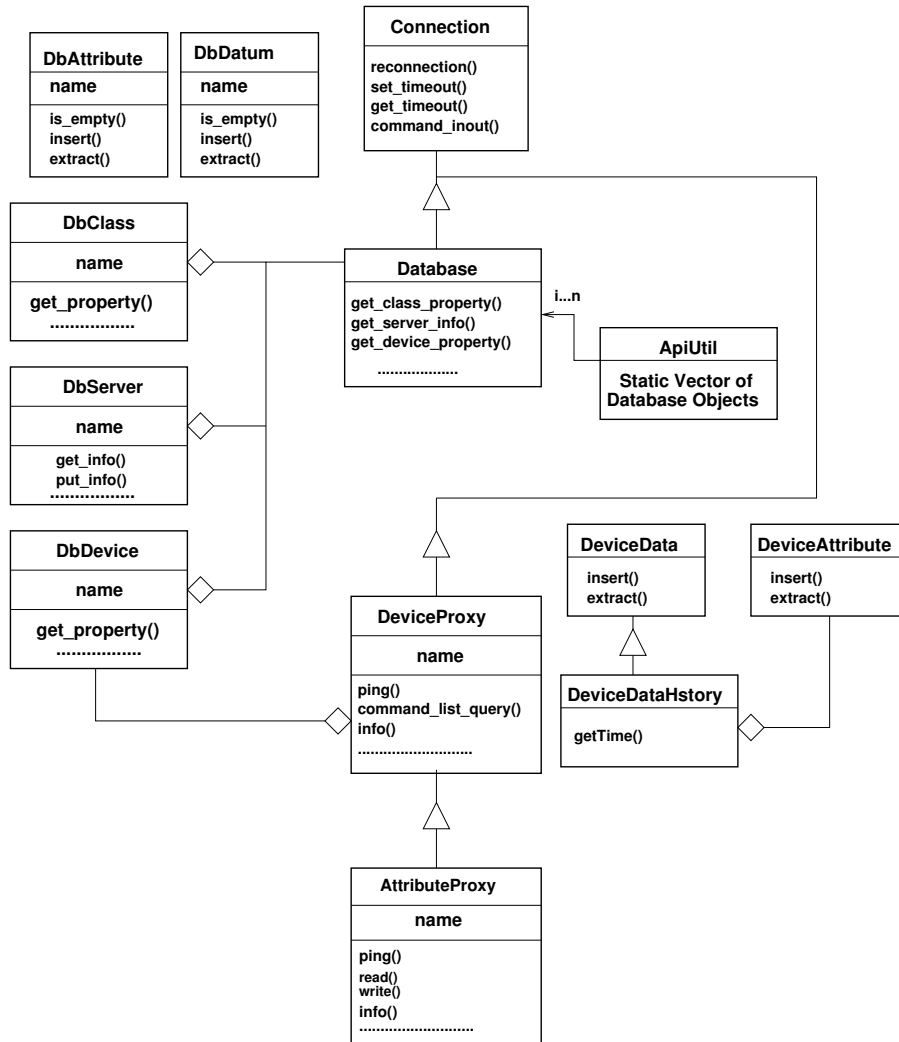 DbAttribute
name
is_empty()
insert()
extract()
DbDatum
name
is_empty()
insert()
extract()
Connection
reconnection()
set_timeout()
get_timeout()
command_inout()
DbClass
name
get_property()
.................
Database
get_class_property()
get_server_info()
get_device_property()
...................
i...n
ApiUtil
Static Vector of
Database Objects
DbServer
name
get_info()
put_info()
.................
DbDevice
name
get_property()
.................
DeviceProxy
name
ping()
command_list_query()
info()
...........................
DeviceData
insert()
extract()
DeviceAttribute
insert()
extract()
DeviceDataHstory
getTime()
AttributeProxy
name
ping()
read()
write()
info()
...........................